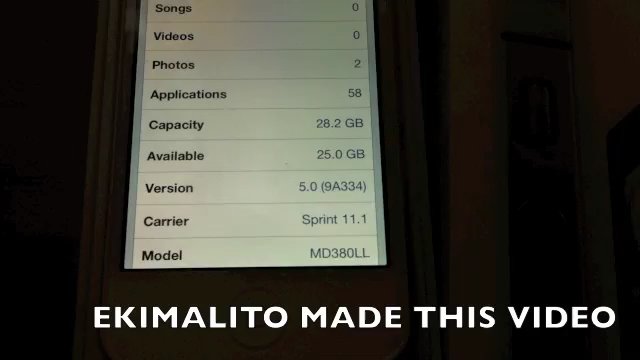 Songs 0
Videos 0
Photos 2
Applications 58
Capacity 28.2 GB
Available 25.0 GB
Version 5.0 (9A334)
Carrier Sprint 11.1
Model MD380LL
EKIMALITO MADE THIS VIDEO